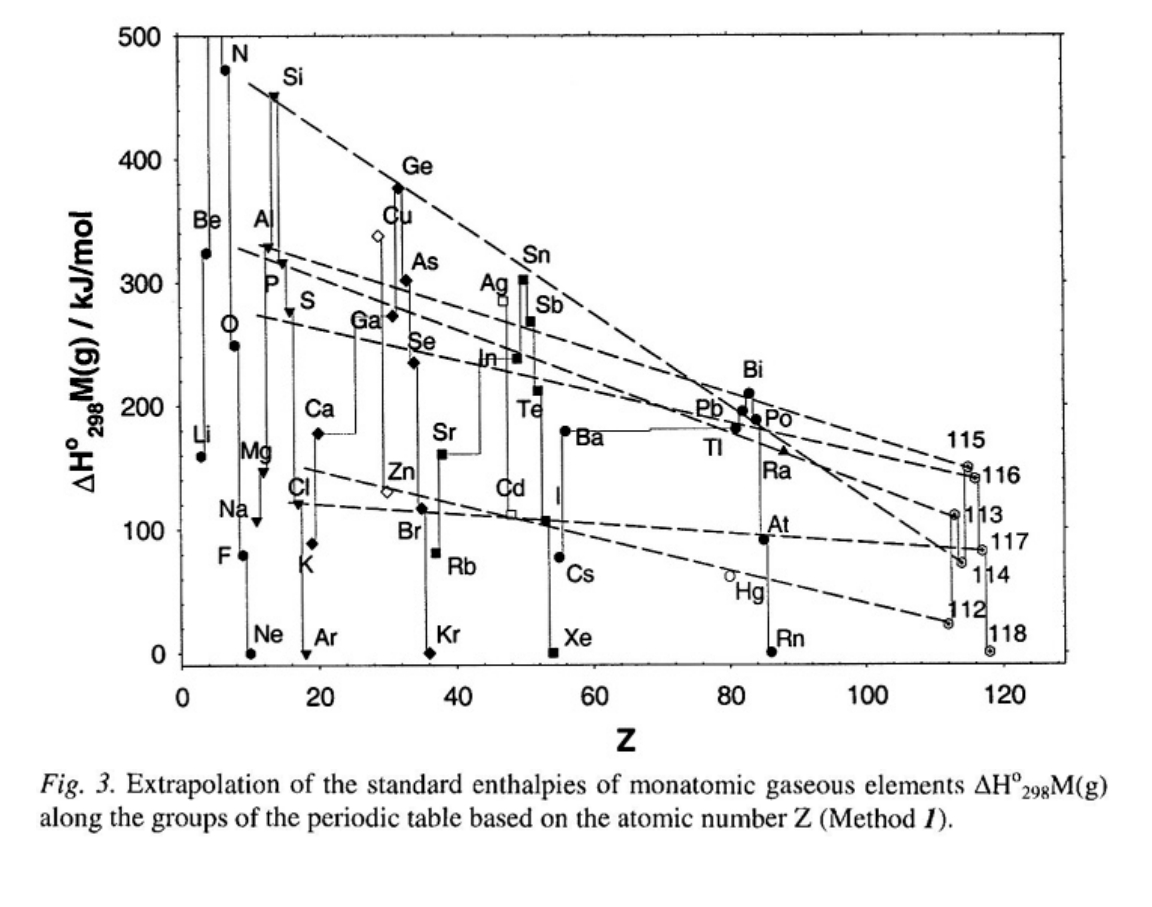 500
400
300
200
100
0
ΔH°298M(g) / kJ/mol
N
Si
Ge
Be
Al
Cu
As
Sn
P
S
Ag
Sb
O
Ga
Se
In
Bi
Te
Pb
Po
Tl
Ca
Ba
115
Li
Mg
Sr
Ra
116
Zn
Na
Cl
Cd
I
113
Br
At
117
F
K
Rb
Cs
114
Hg
112
Ne
Ar
Kr
Xe
Rn
118
0 20 40 60 80 100 120
Z
Fig. 3. Extrapolation of the standard enthalpies of monatomic gaseous elements ΔH°298M(g)
along the groups of the periodic table based on the atomic number Z (Method 1).